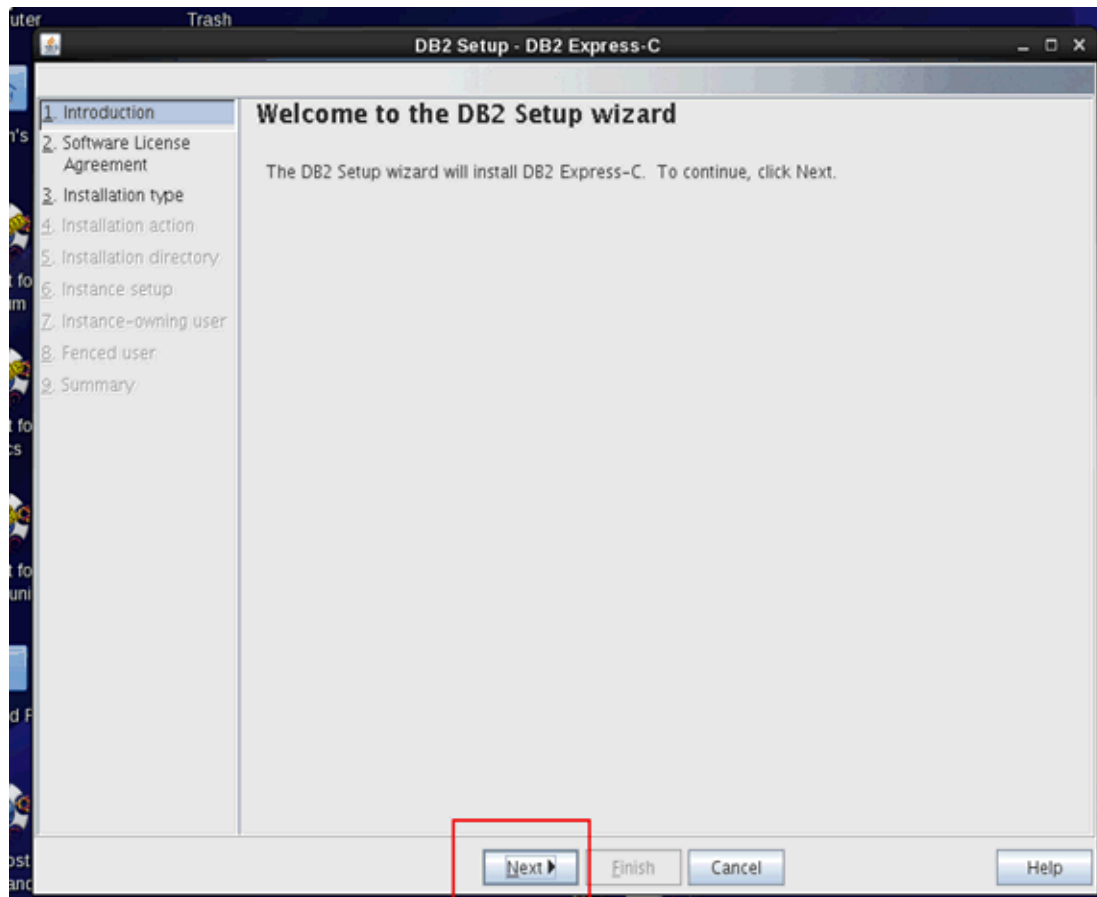 Trash
DB2 Setup - DB2 Express-C
1. Introduction
2. Software License
Agreement
3. Installation type
4. Installation action
5. Installation directory
6. Instance setup
7. Instance-owning user
8. Fenced user
9. Summary
Welcome to the DB2 Setup wizard
The DB2 Setup wizard will install DB2 Express-C. To continue, click Next.
Next
Finish
Cancel
Help